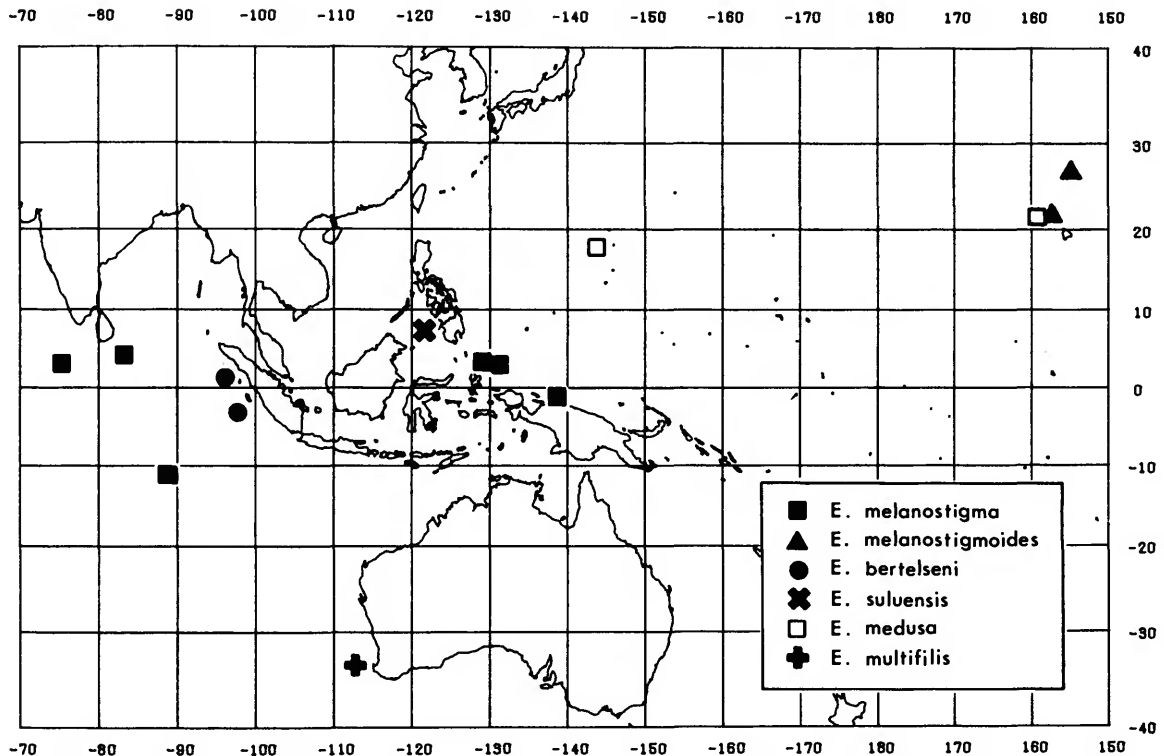 -70 -80 -90 -100 -110 -120 -130 -140 -150 -160 -170 180 170 160 150
40
30
20
10
0
-10
E. melanostigma
E. melanostigmoides
-20
E. bertelseni
E. suluensis
E. medusa
-30
E. multifilis
-40
-70 -80 -90 -100 -110 -120 -130 -140 -150 -160 -170 180 170 160 150